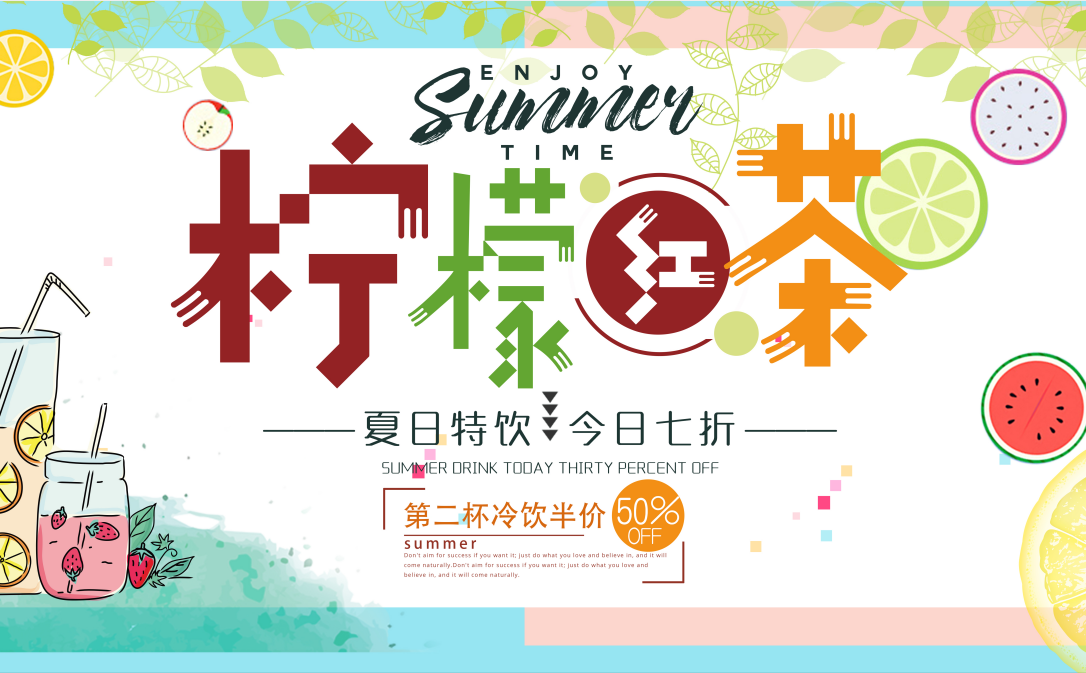 ENJOY
Summer
TIME
柠檬红茶
夏日特饮 今日七折
SUMMER DRINK TODAY THIRTY PERCENT OFF
第二杯冷饮半价
50%
OFF
summer
Don't aim for success if you want it; just do what you love and believe in, and it will
come naturally.Don't aim for success if you want it; just do what you love and
believe in, and it will come naturally.